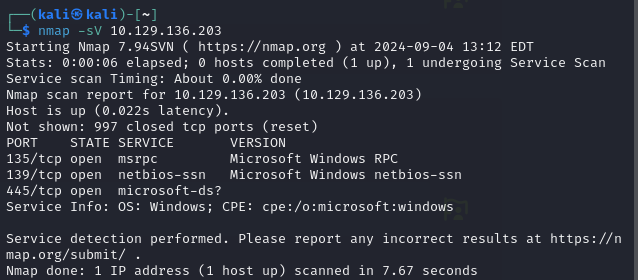 ┌──(kali㉿kali)-[~]
└─$ nmap -sV 10.129.136.203
Starting Nmap 7.94SVN ( https://nmap.org ) at 2024-09-04 13:12 EDT
Stats: 0:00:06 elapsed; 0 hosts completed (1 up), 1 undergoing Service Scan
Service scan Timing: About 0.00% done
Nmap scan report for 10.129.136.203 (10.129.136.203)
Host is up (0.022s latency).
Not shown: 997 closed tcp ports (reset)
PORT    STATE SERVICE       VERSION
135/tcp open  msrpc         Microsoft Windows RPC
139/tcp open  netbios-ssn   Microsoft Windows netbios-ssn
445/tcp open  microsoft-ds?
Service Info: OS: Windows; CPE: cpe:/o:microsoft:windows
Service detection performed. Please report any incorrect results at https://n
map.org/submit/ .
Nmap done: 1 IP address (1 host up) scanned in 7.67 seconds